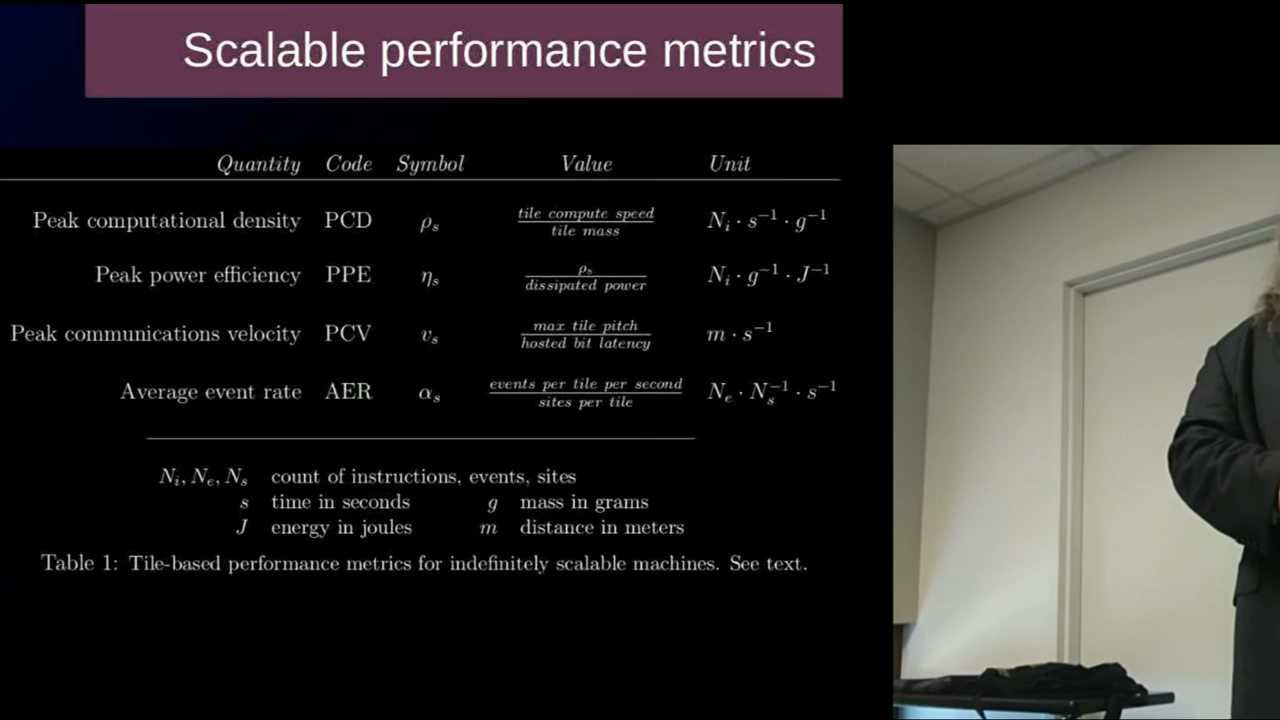 Scalable performance metrics
Quantity Code Symbol Value Unit
Peak computational density PCD ρₛ tile compute speed / tile mass Nᵢ · s⁻¹ · g⁻¹
Peak power efficiency PPE ηₛ ρₛ / dissipated power Nᵢ · g⁻¹ · J⁻¹
Peak communications velocity PCV vₛ max tile pitch / hosted bit latency m · s⁻¹
Average event rate AER αₛ events per tile per second / sites per tile Nₑ · Nₛ⁻¹ · s⁻¹
Nᵢ, Nₑ, Nₛ count of instructions, events, sites
s time in seconds g mass in grams
J energy in joules m distance in meters
Table 1: Tile-based performance metrics for indefinitely scalable machines. See text.